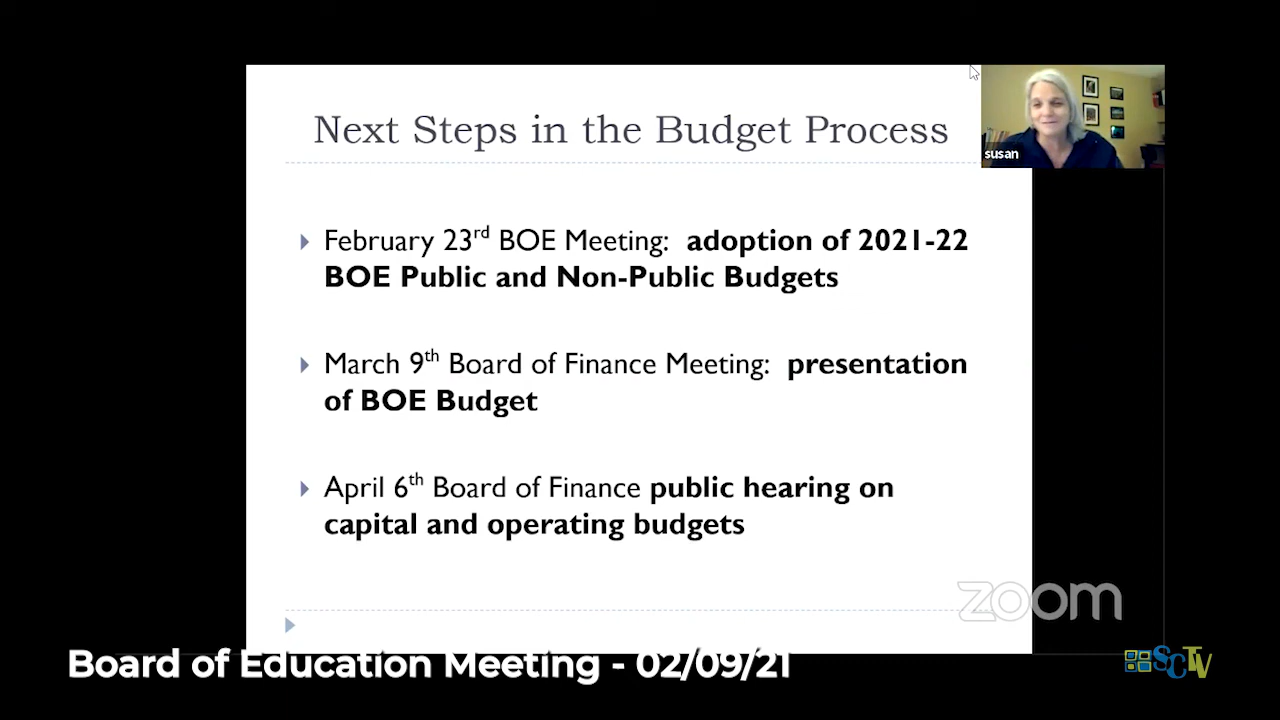 Next Steps in the Budget Process
susan
February 23rd BOE Meeting: adoption of 2021-22
BOE Public and Non-Public Budgets
March 9th Board of Finance Meeting: presentation
of BOE Budget
April 6th Board of Finance public hearing on
capital and operating budgets
zoom
Board of Education Meeting - 02/09/21
SCTV